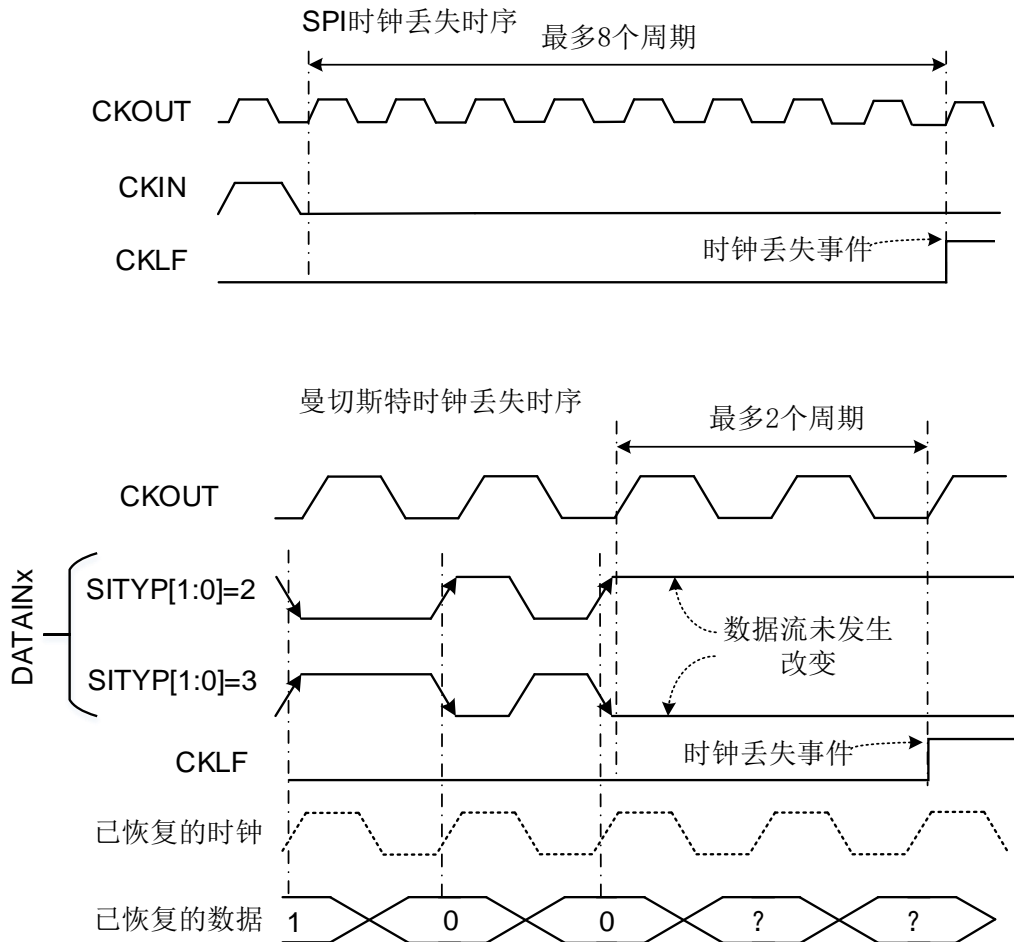 SPI时钟丢失时序
最多8个周期
CKOUT
CKIN
CKLF
时钟丢失事件
曼切斯特时钟丢失时序
最多2个周期
CKOUT
DATAINx
SITYP[1:0]=2
SITYP[1:0]=3
数据流未发生
改变
CKLF
时钟丢失事件
已恢复的时钟
已恢复的数据 1 0 0 ? ?